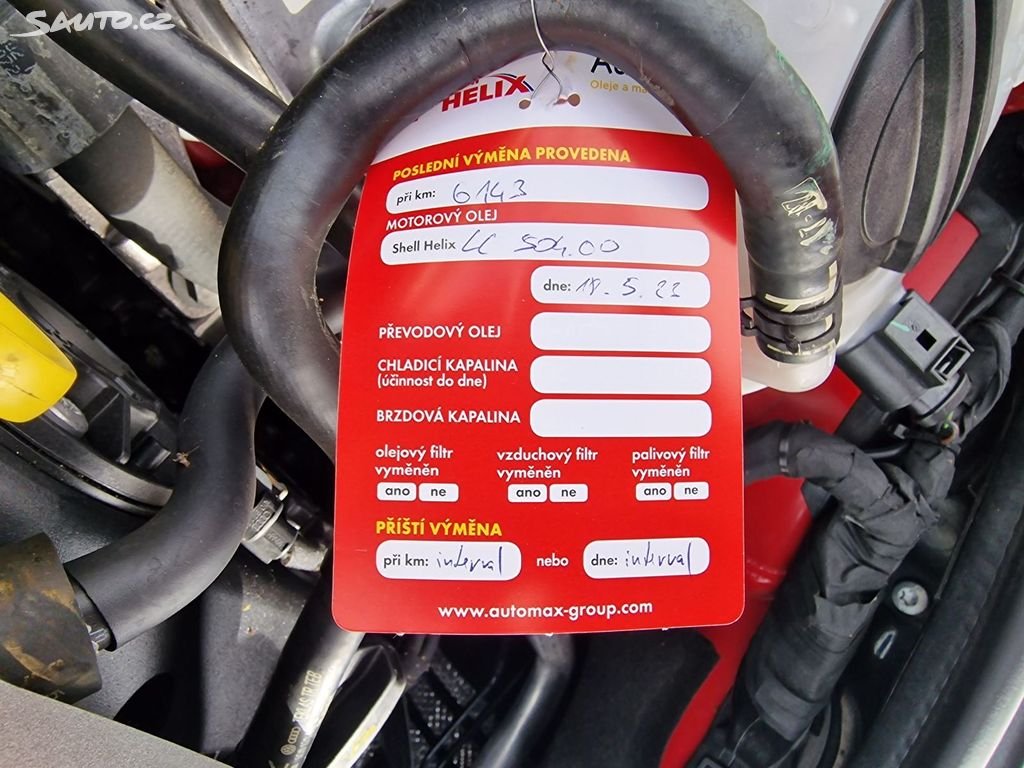 SAUTO.CZ
HELIX
Oleje a ma
POSLEDNÍ VÝMĚNA PROVEDENA
při km: 6143
MOTOROVÝ OLEJ
Shell Helix 504.00
dne: 18.5.21
PŘEVODOVÝ OLEJ
CHLADICÍ KAPALINA
(účinnost do dne)
BRZDOVÁ KAPALINA
olejový filtr vzduchový filtr palivový filtr
vyměněn vyměněn vyměněn
ano ne ano ne ano ne
PŘÍŠTÍ VÝMĚNA
při km: interval nebo dne: interval
www.automax-group.com